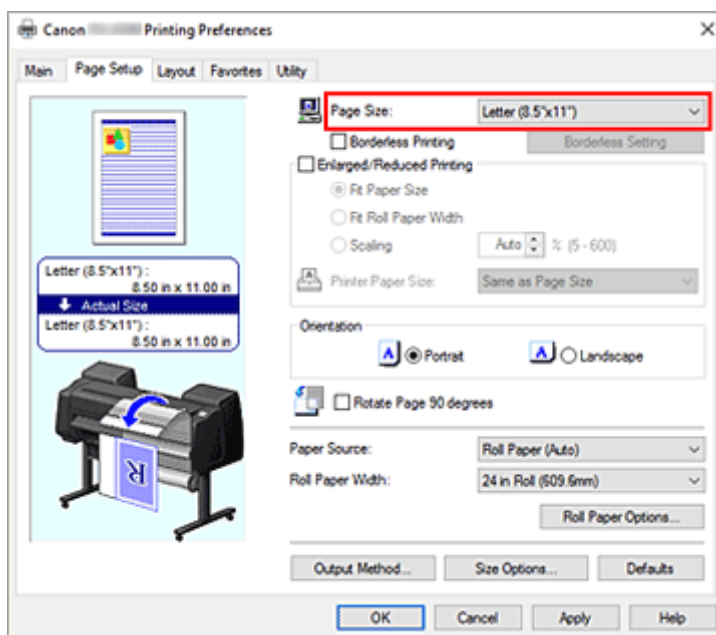 Canon Printing Preferences
Main Page Setup Layout Favorites Utility
Page Size: Letter (8.5"x11")
Borderless Printing Borderless Setting
Enlarged/Reduced Printing
Fit Paper Size
Fit Roll Paper Width
Scaling Auto % (5 - 600)
Printer Paper Size: Same as Page Size
Letter (8.5"x11") :
8.50 in x 11.00 in
Actual Size
Letter (8.5"x11") :
8.50 in x 11.00 in
Orientation
A Portrait A Landscape
Rotate Page 90 degrees
R
Paper Source: Roll Paper (Auto)
Roll Paper Width: 24 in Roll (609.6mm)
Roll Paper Options...
Output Method... Size Options... Defaults
OK Cancel Apply Help